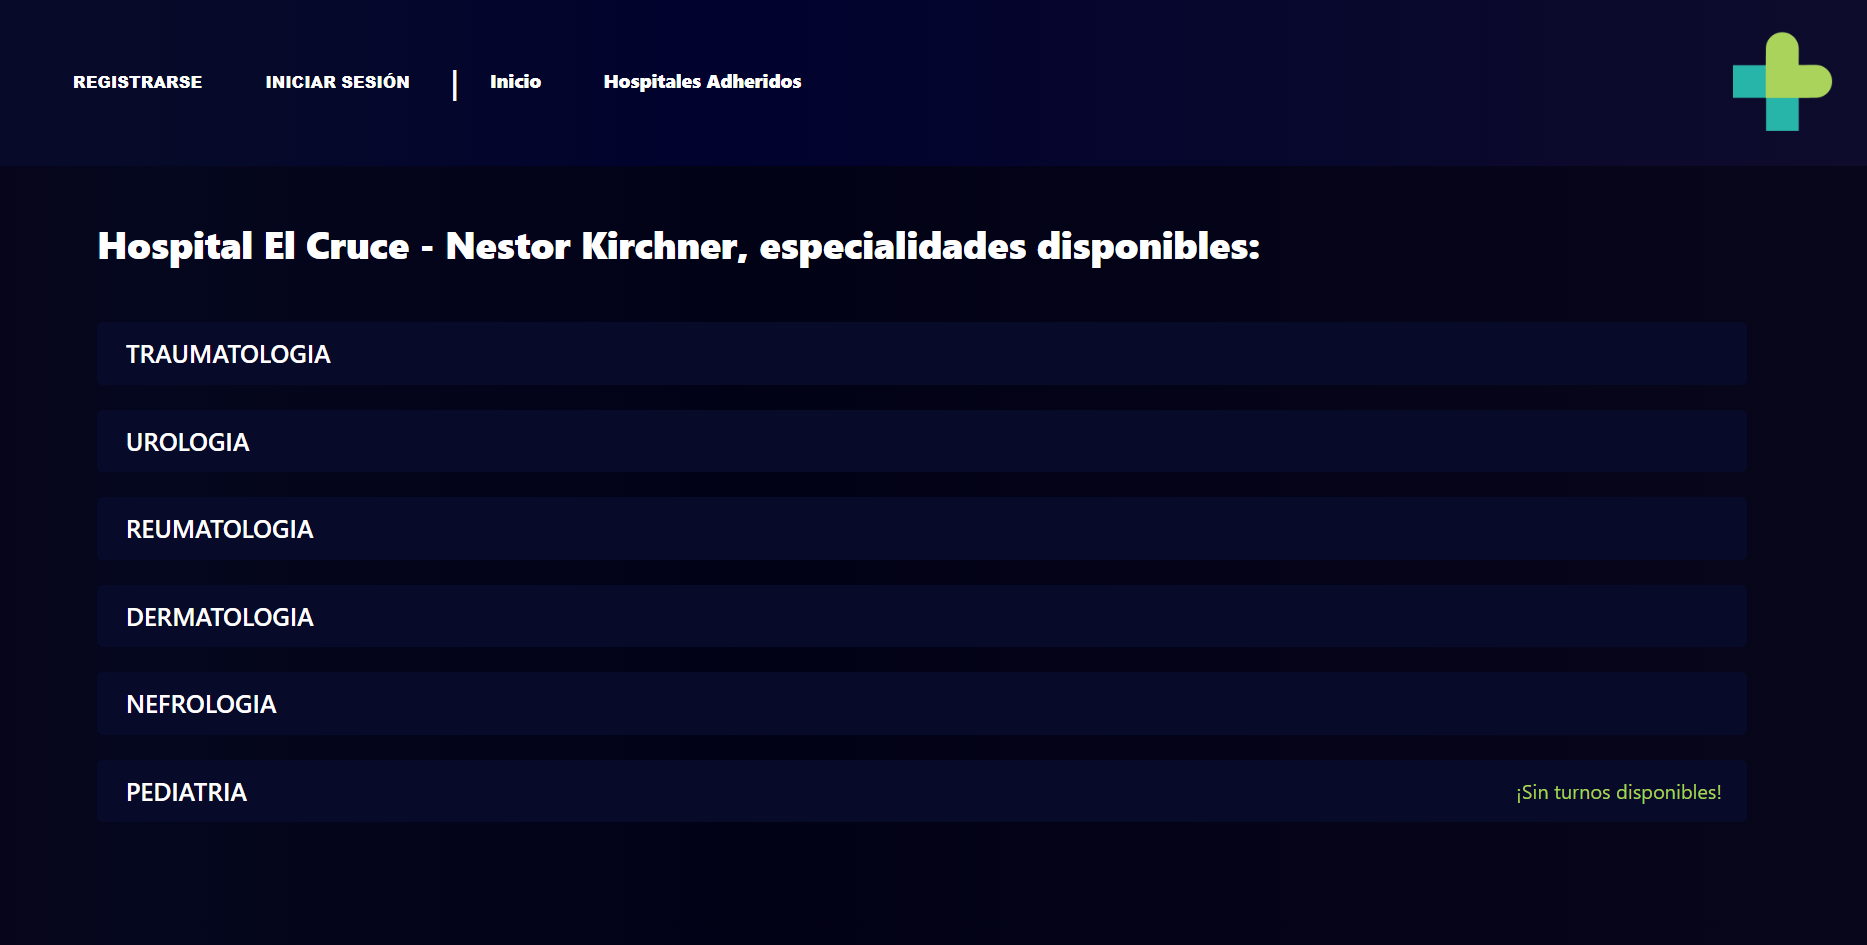 REGISTRARSE INICIAR SESIÓN | Inicio Hospitales Adheridos
Hospital El Cruce - Nestor Kirchner, especialidades disponibles:
TRAUMATOLOGIA
UROLOGIA
REUMATOLOGIA
DERMATOLOGIA
NEFROLOGIA
PEDIATRIA ¡Sin turnos disponibles!